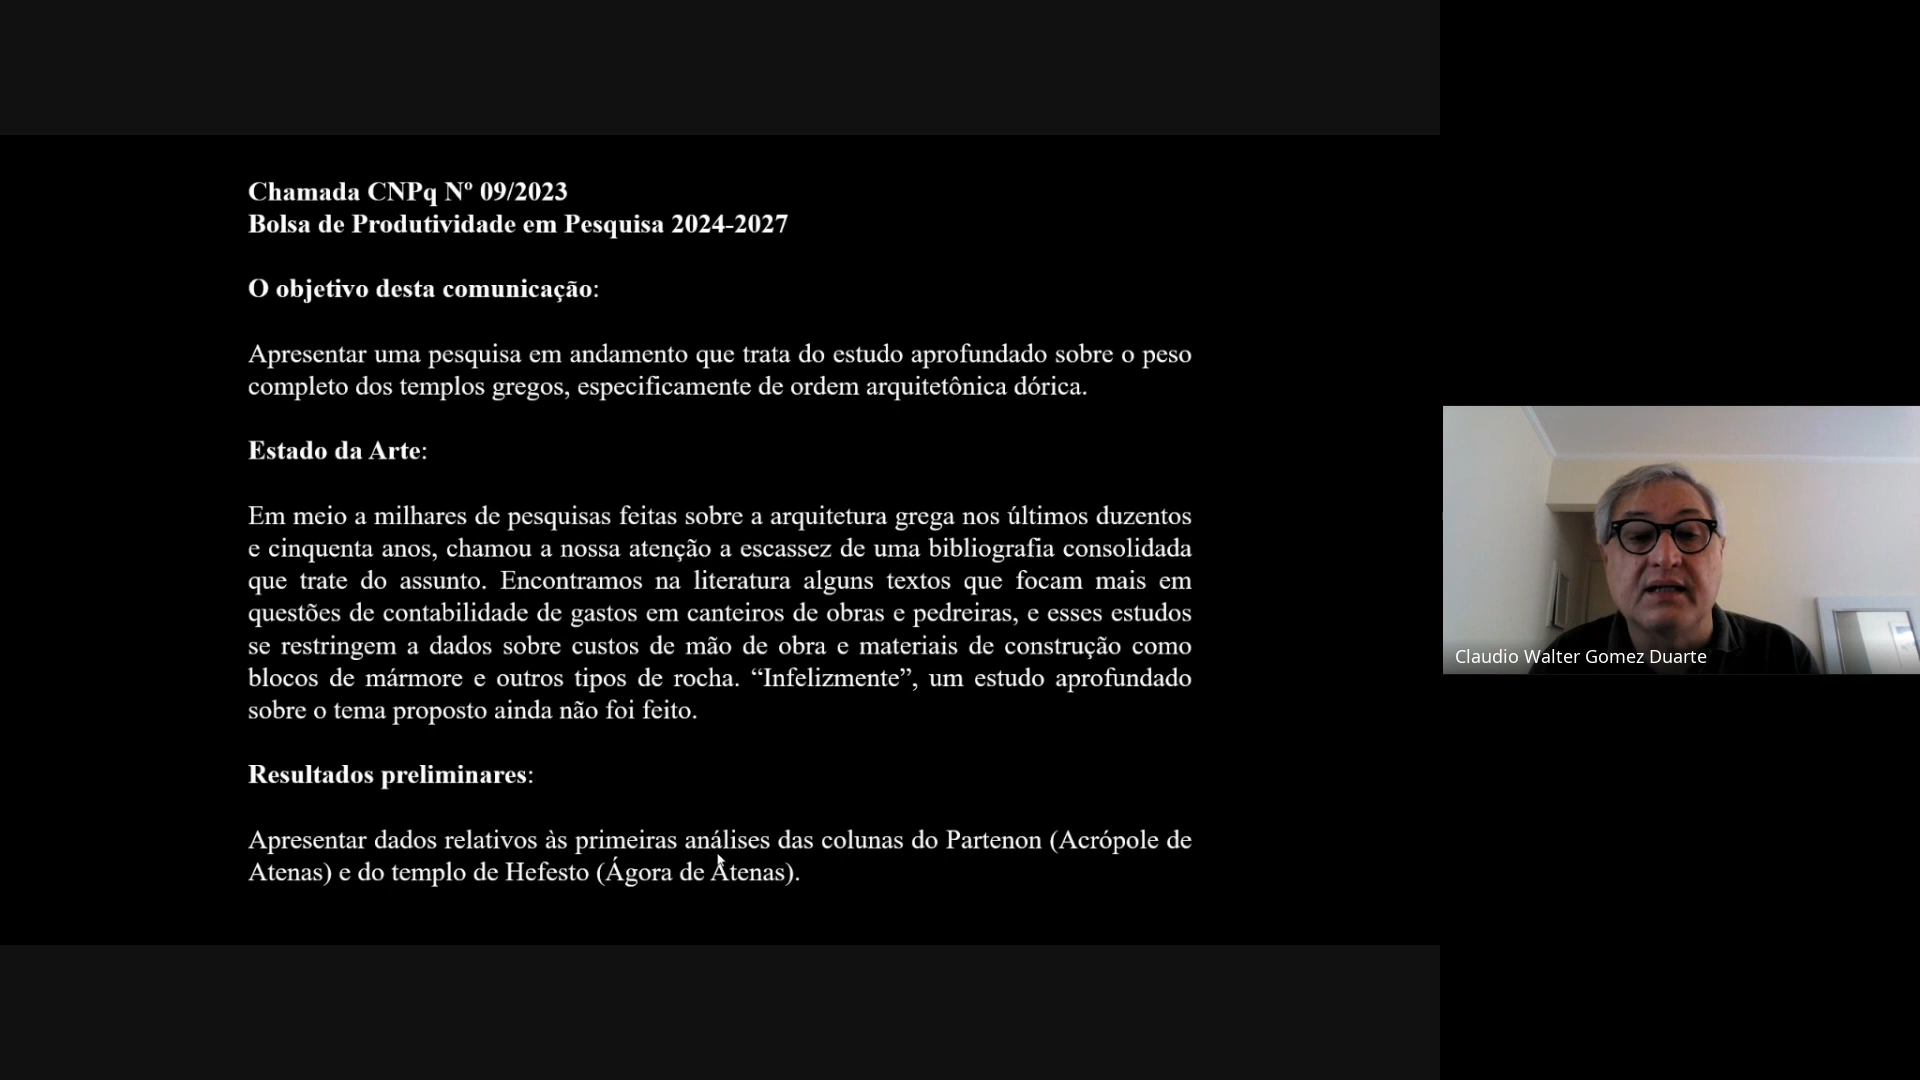 Chamada CNPq Nº 09/2023
Bolsa de Produtividade em Pesquisa 2024-2027
O objetivo desta comunicação:
Apresentar uma pesquisa em andamento que trata do estudo aprofundado sobre o peso
completo dos templos gregos, especificamente de ordem arquitetônica dórica.
Estado da Arte:
Em meio a milhares de pesquisas feitas sobre a arquitetura grega nos últimos duzentos
e cinquenta anos, chamou a nossa atenção a escassez de uma bibliografia consolidada
que trate do assunto. Encontramos na literatura alguns textos que focam mais em
questões de contabilidade de gastos em canteiros de obras e pedreiras, e esses estudos
se restringem a dados sobre custos de mão de obra e materiais de construção como
blocos de mármore e outros tipos de rocha. “Infelizmente”, um estudo aprofundado
sobre o tema proposto ainda não foi feito.
Resultados preliminares:
Apresentar dados relativos às primeiras análises das colunas do Partenon (Acrópole de
Atenas) e do templo de Hefesto (Ágora de Atenas).
Claudio Walter Gomez Duarte